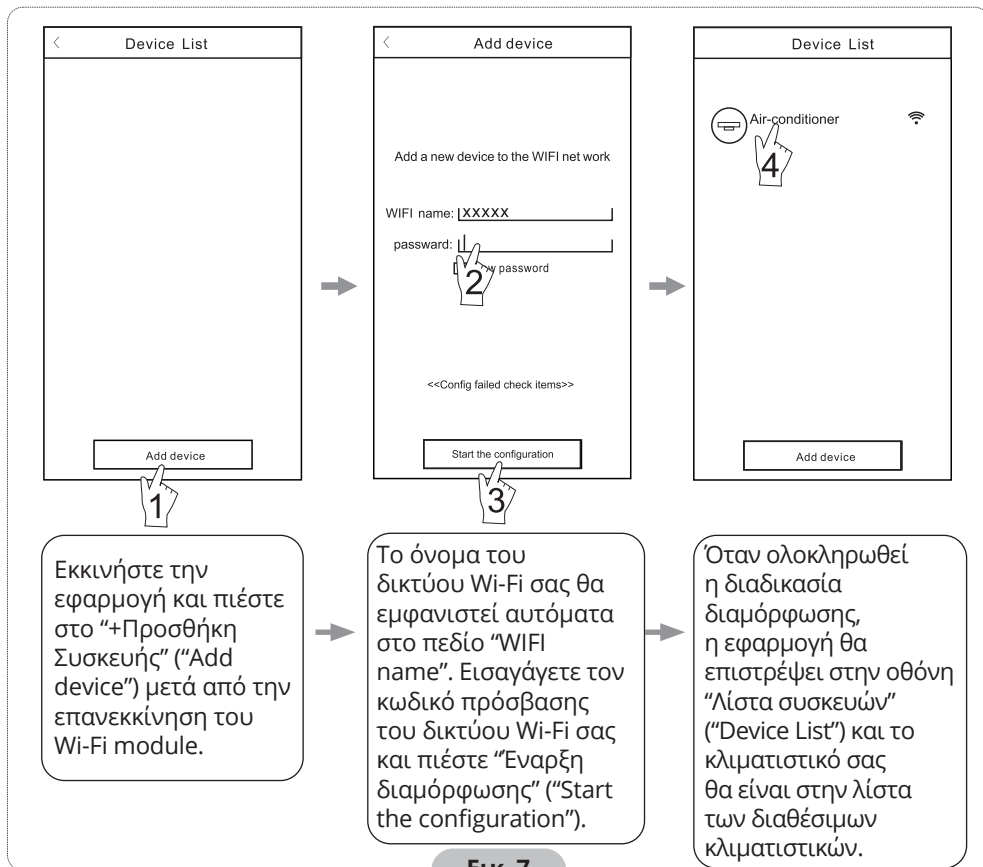 Device List
Add device
1
Add device
Add a new device to the WIFI net work
WIFI name: XXXXX
passward:
password
2
<<Config failed check items>>
Start the configuration
3
Device List
Air-conditioner
4
Add device
Εκκινήστε την
εφαρμογή και πιέστε
στο “+Προσθήκη
Συσκευής” (“Add
device”) μετά από την
επανεκκίνηση του
Wi-Fi module.
Το όνομα του
δικτύου Wi-Fi σας θα
εμφανιστεί αυτόματα
στο πεδίο “WIFI
name”. Εισαγάγετε τον
κωδικό πρόσβασης
του δικτύου Wi-Fi σας
και πιέστε “Έναρξη
διαμόρφωσης” (“Start
the configuration”).
Όταν ολοκληρωθεί
η διαδικασία
διαμόρφωσης,
η εφαρμογή θα
επιστρέψει στην οθόνη
“Λίστα συσκευών”
(“Device List”) και το
κλιματιστικό σας
θα είναι στην λίστα
των διαθέσιμων
κλιματιστικών.